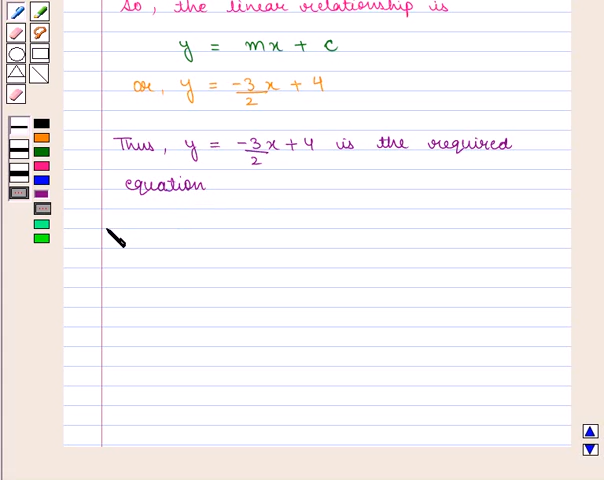 So, the linear relationship is
y = mx + c
or, y = -3/2 x + 4
Thus, y = -3/2 x + 4 is the required
equation